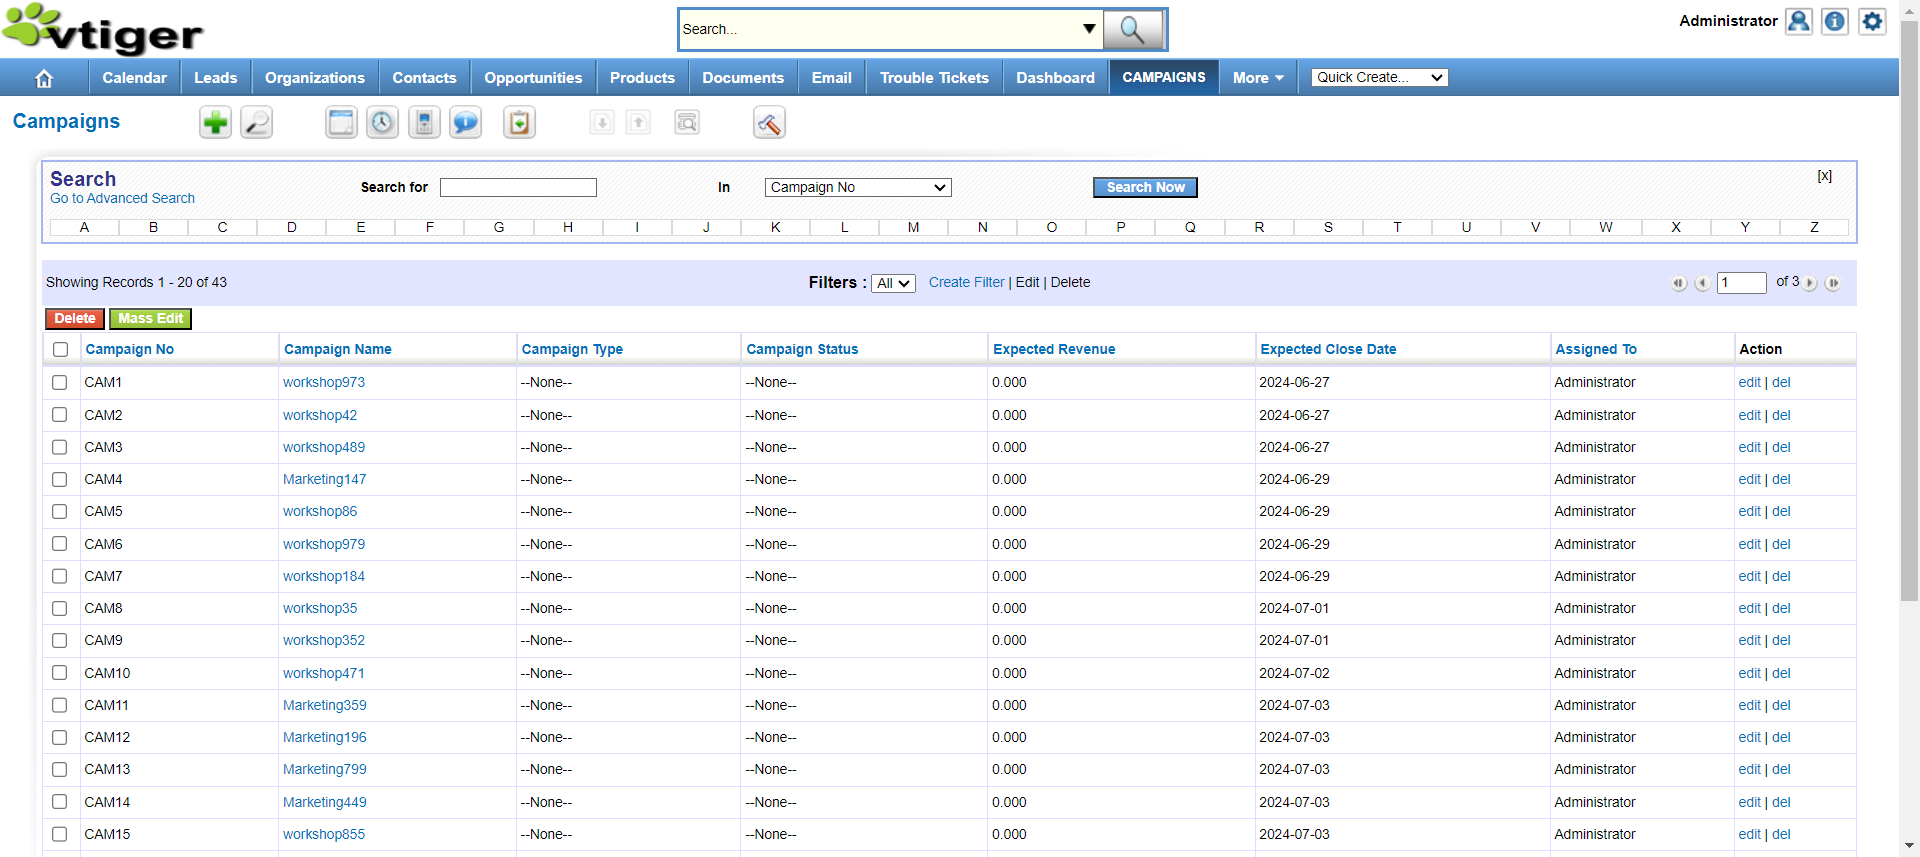 vtiger
Search...
Administrator
Calendar Leads Organizations Contacts Opportunities Products Documents Email Trouble Tickets Dashboard CAMPAIGNS More Quick Create...
Campaigns
Search
Go to Advanced Search
Search for In Campaign No Search Now [x]
A B C D E F G H I J K L M N O P Q R S T U V W X Y Z
Showing Records 1 - 20 of 43 Filters : All Create Filter | Edit | Delete 1 of 3
Delete Mass Edit
Campaign No Campaign Name Campaign Type Campaign Status Expected Revenue Expected Close Date Assigned To Action
CAM1 workshop973 --None-- --None-- 0.000 2024-06-27 Administrator edit | del
CAM2 workshop42 --None-- --None-- 0.000 2024-06-27 Administrator edit | del
CAM3 workshop489 --None-- --None-- 0.000 2024-06-27 Administrator edit | del
CAM4 Marketing147 --None-- --None-- 0.000 2024-06-29 Administrator edit | del
CAM5 workshop86 --None-- --None-- 0.000 2024-06-29 Administrator edit | del
CAM6 workshop979 --None-- --None-- 0.000 2024-06-29 Administrator edit | del
CAM7 workshop184 --None-- --None-- 0.000 2024-06-29 Administrator edit | del
CAM8 workshop35 --None-- --None-- 0.000 2024-07-01 Administrator edit | del
CAM9 workshop352 --None-- --None-- 0.000 2024-07-01 Administrator edit | del
CAM10 workshop471 --None-- --None-- 0.000 2024-07-02 Administrator edit | del
CAM11 Marketing359 --None-- --None-- 0.000 2024-07-03 Administrator edit | del
CAM12 Marketing196 --None-- --None-- 0.000 2024-07-03 Administrator edit | del
CAM13 Marketing799 --None-- --None-- 0.000 2024-07-03 Administrator edit | del
CAM14 Marketing449 --None-- --None-- 0.000 2024-07-03 Administrator edit | del
CAM15 workshop855 --None-- --None-- 0.000 2024-07-03 Administrator edit | del